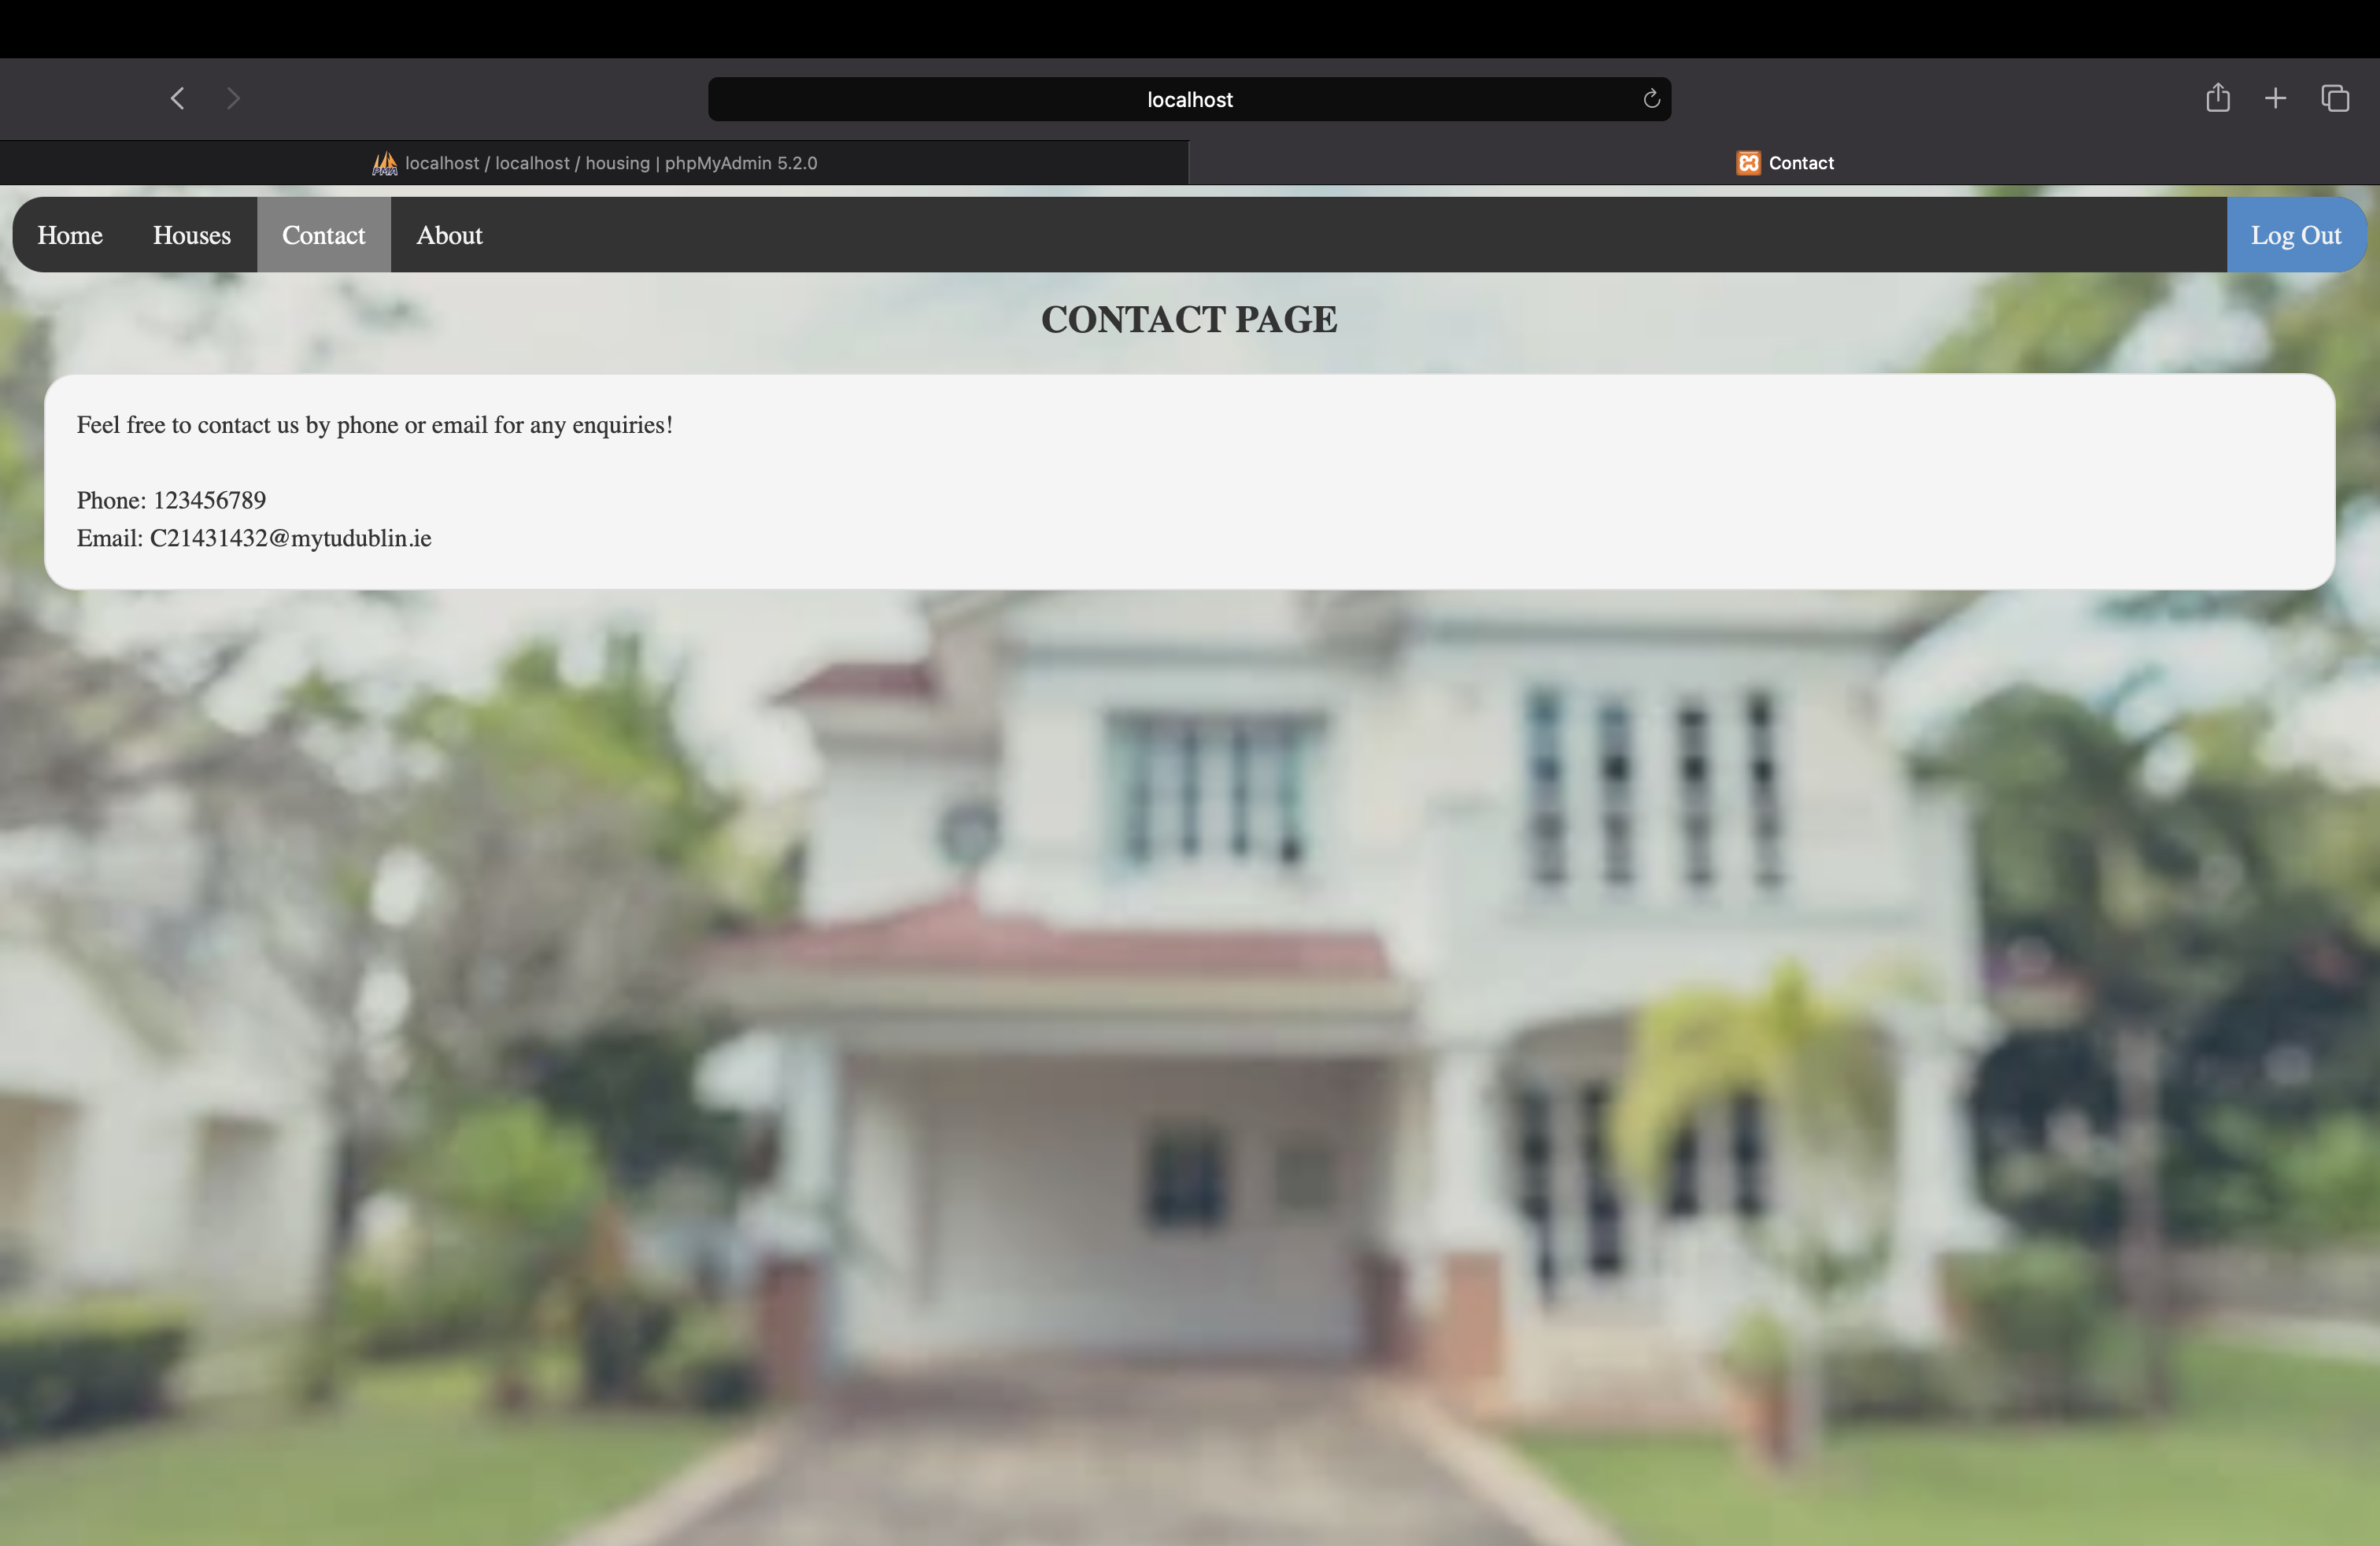 localhost
localhost / localhost / housing | phpMyAdmin 5.2.0
Contact
Home Houses Contact About Log Out
CONTACT PAGE
Feel free to contact us by phone or email for any enquiries!
Phone: 123456789
Email: C21431432@mytudublin.ie